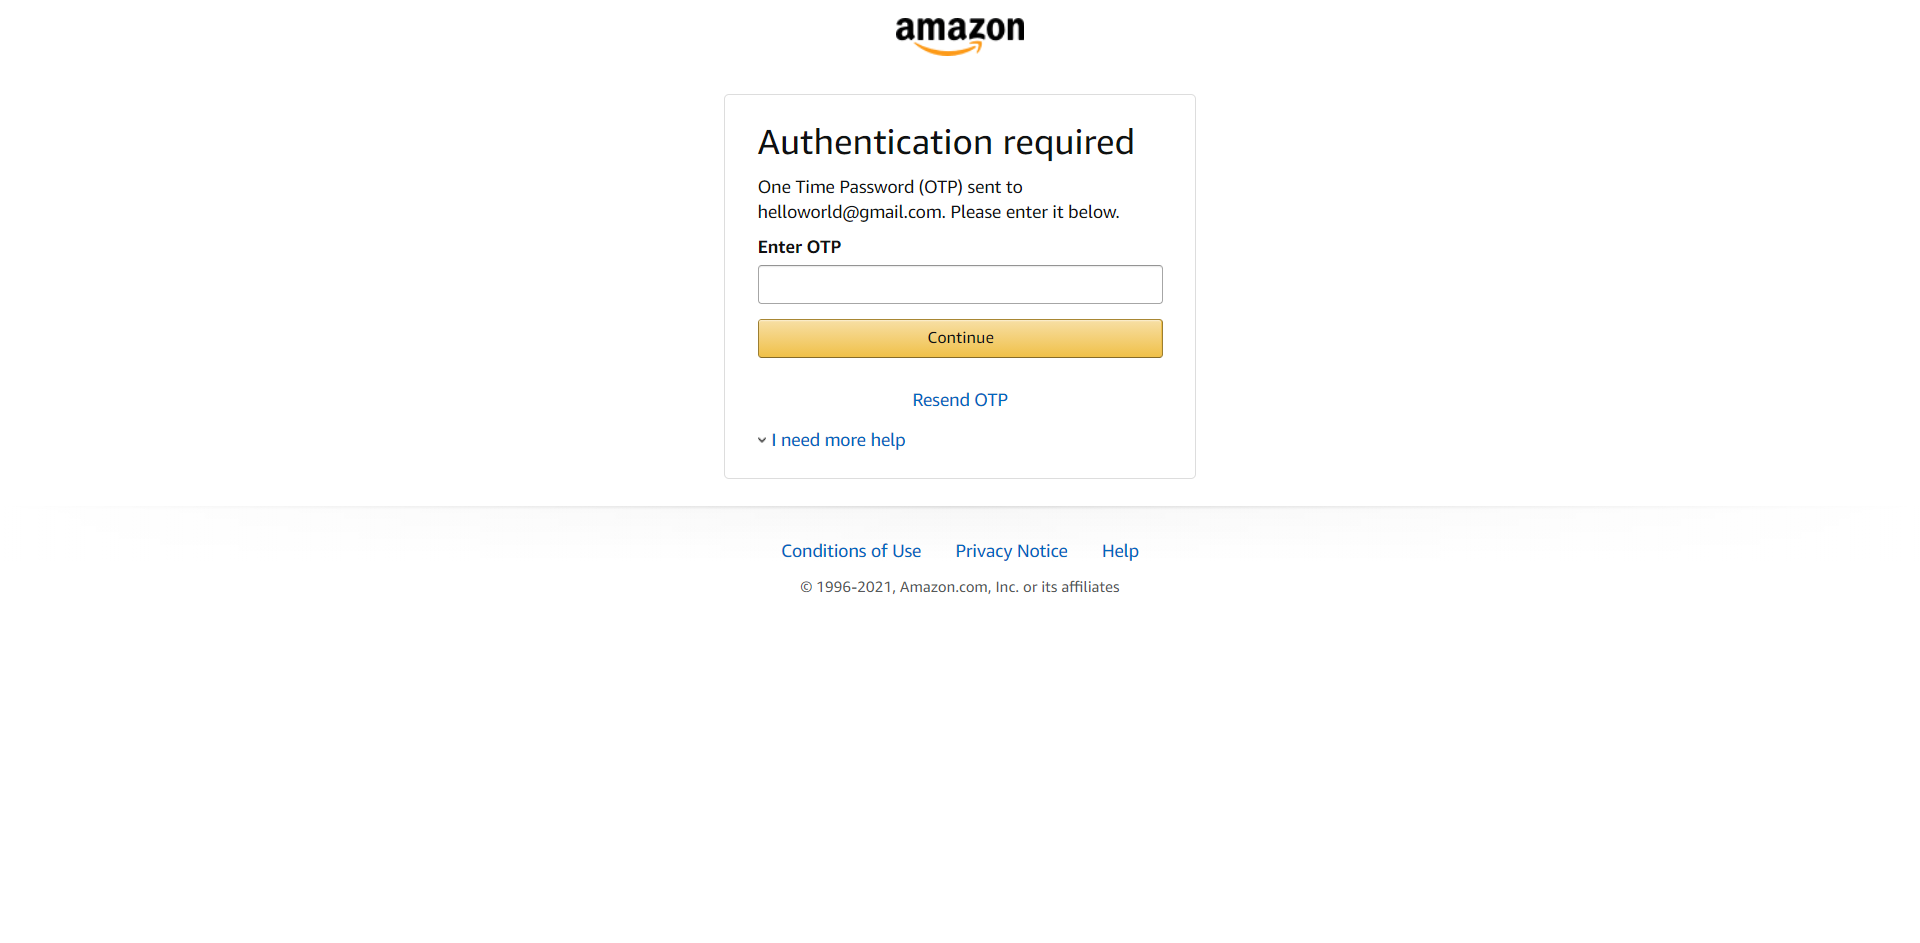 amazon
Authentication required
One Time Password (OTP) sent to
helloworld@gmail.com. Please enter it below.
Enter OTP
Continue
Resend OTP
I need more help
Conditions of Use Privacy Notice Help
© 1996-2021, Amazon.com, Inc. or its affiliates